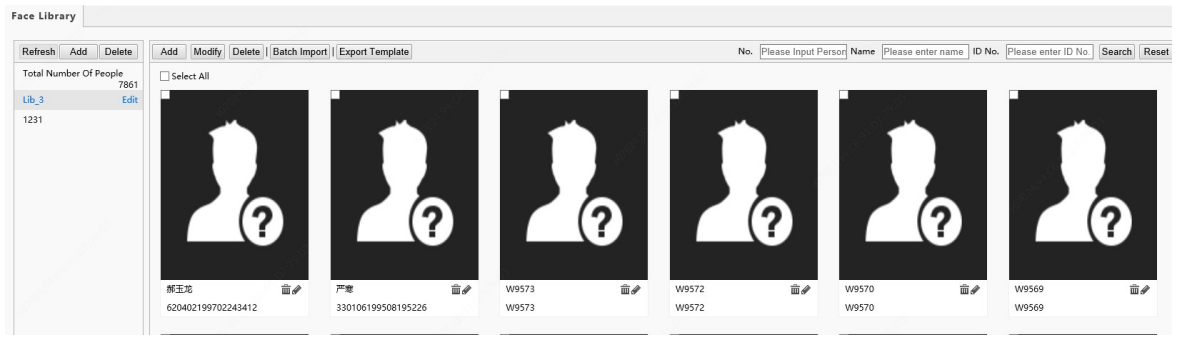 Face Library
Refresh Add Delete
Add Modify Delete | Batch Import | Export Template No. Please Input Person Name Please enter name ID No. Please enter ID No. Search Reset
Total Number Of People
7861
Lib_3 Edit
1231
Select All
? ? ? ? ? ?
郝玉龙 严骞 W9573 W9572 W9570 W9569
620402199702243412 330106199508195226 W9573 W9572 W9570 W9569